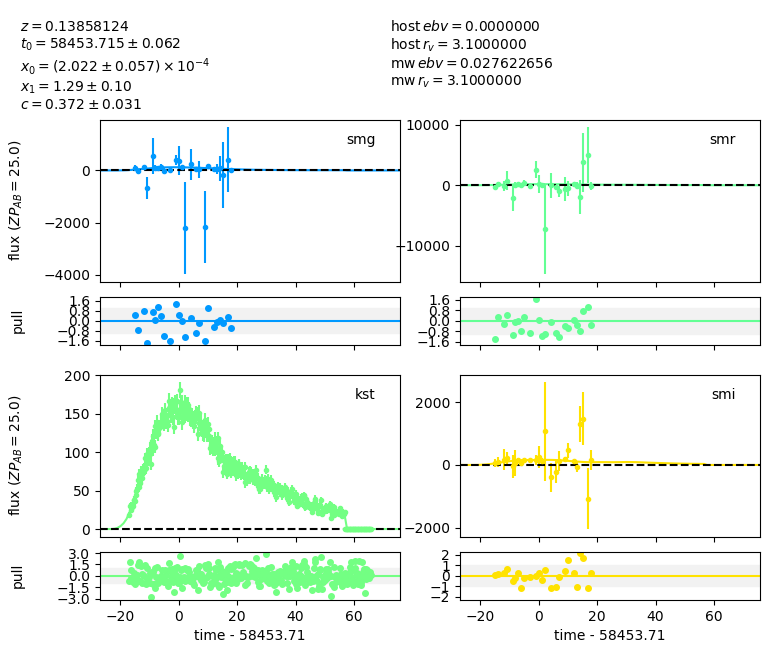 z = 0.13858124
t₀ = 58453.715 ± 0.062
x₀ = (2.022 ± 0.057) × 10⁻⁴
x₁ = 1.29 ± 0.10
c = 0.372 ± 0.031
host ebv = 0.0000000
host r_v = 3.1000000
mw ebv = 0.027622656
mw r_v = 3.1000000
smg
0
−2000
−4000
flux (ZP_AB = 25.0)
smr
10000
0
−10000
1.6
0.8
0.0
−0.8
−1.6
pull
1.6
0.8
0.0
−0.8
−1.6
kst
200
150
100
50
0
flux (ZP_AB = 25.0)
smi
2000
0
−2000
3.0
1.5
0.0
−1.5
−3.0
pull
−20 0 20 40 60
time - 58453.71
2
1
0
−1
−2
−20 0 20 40 60
time - 58453.71